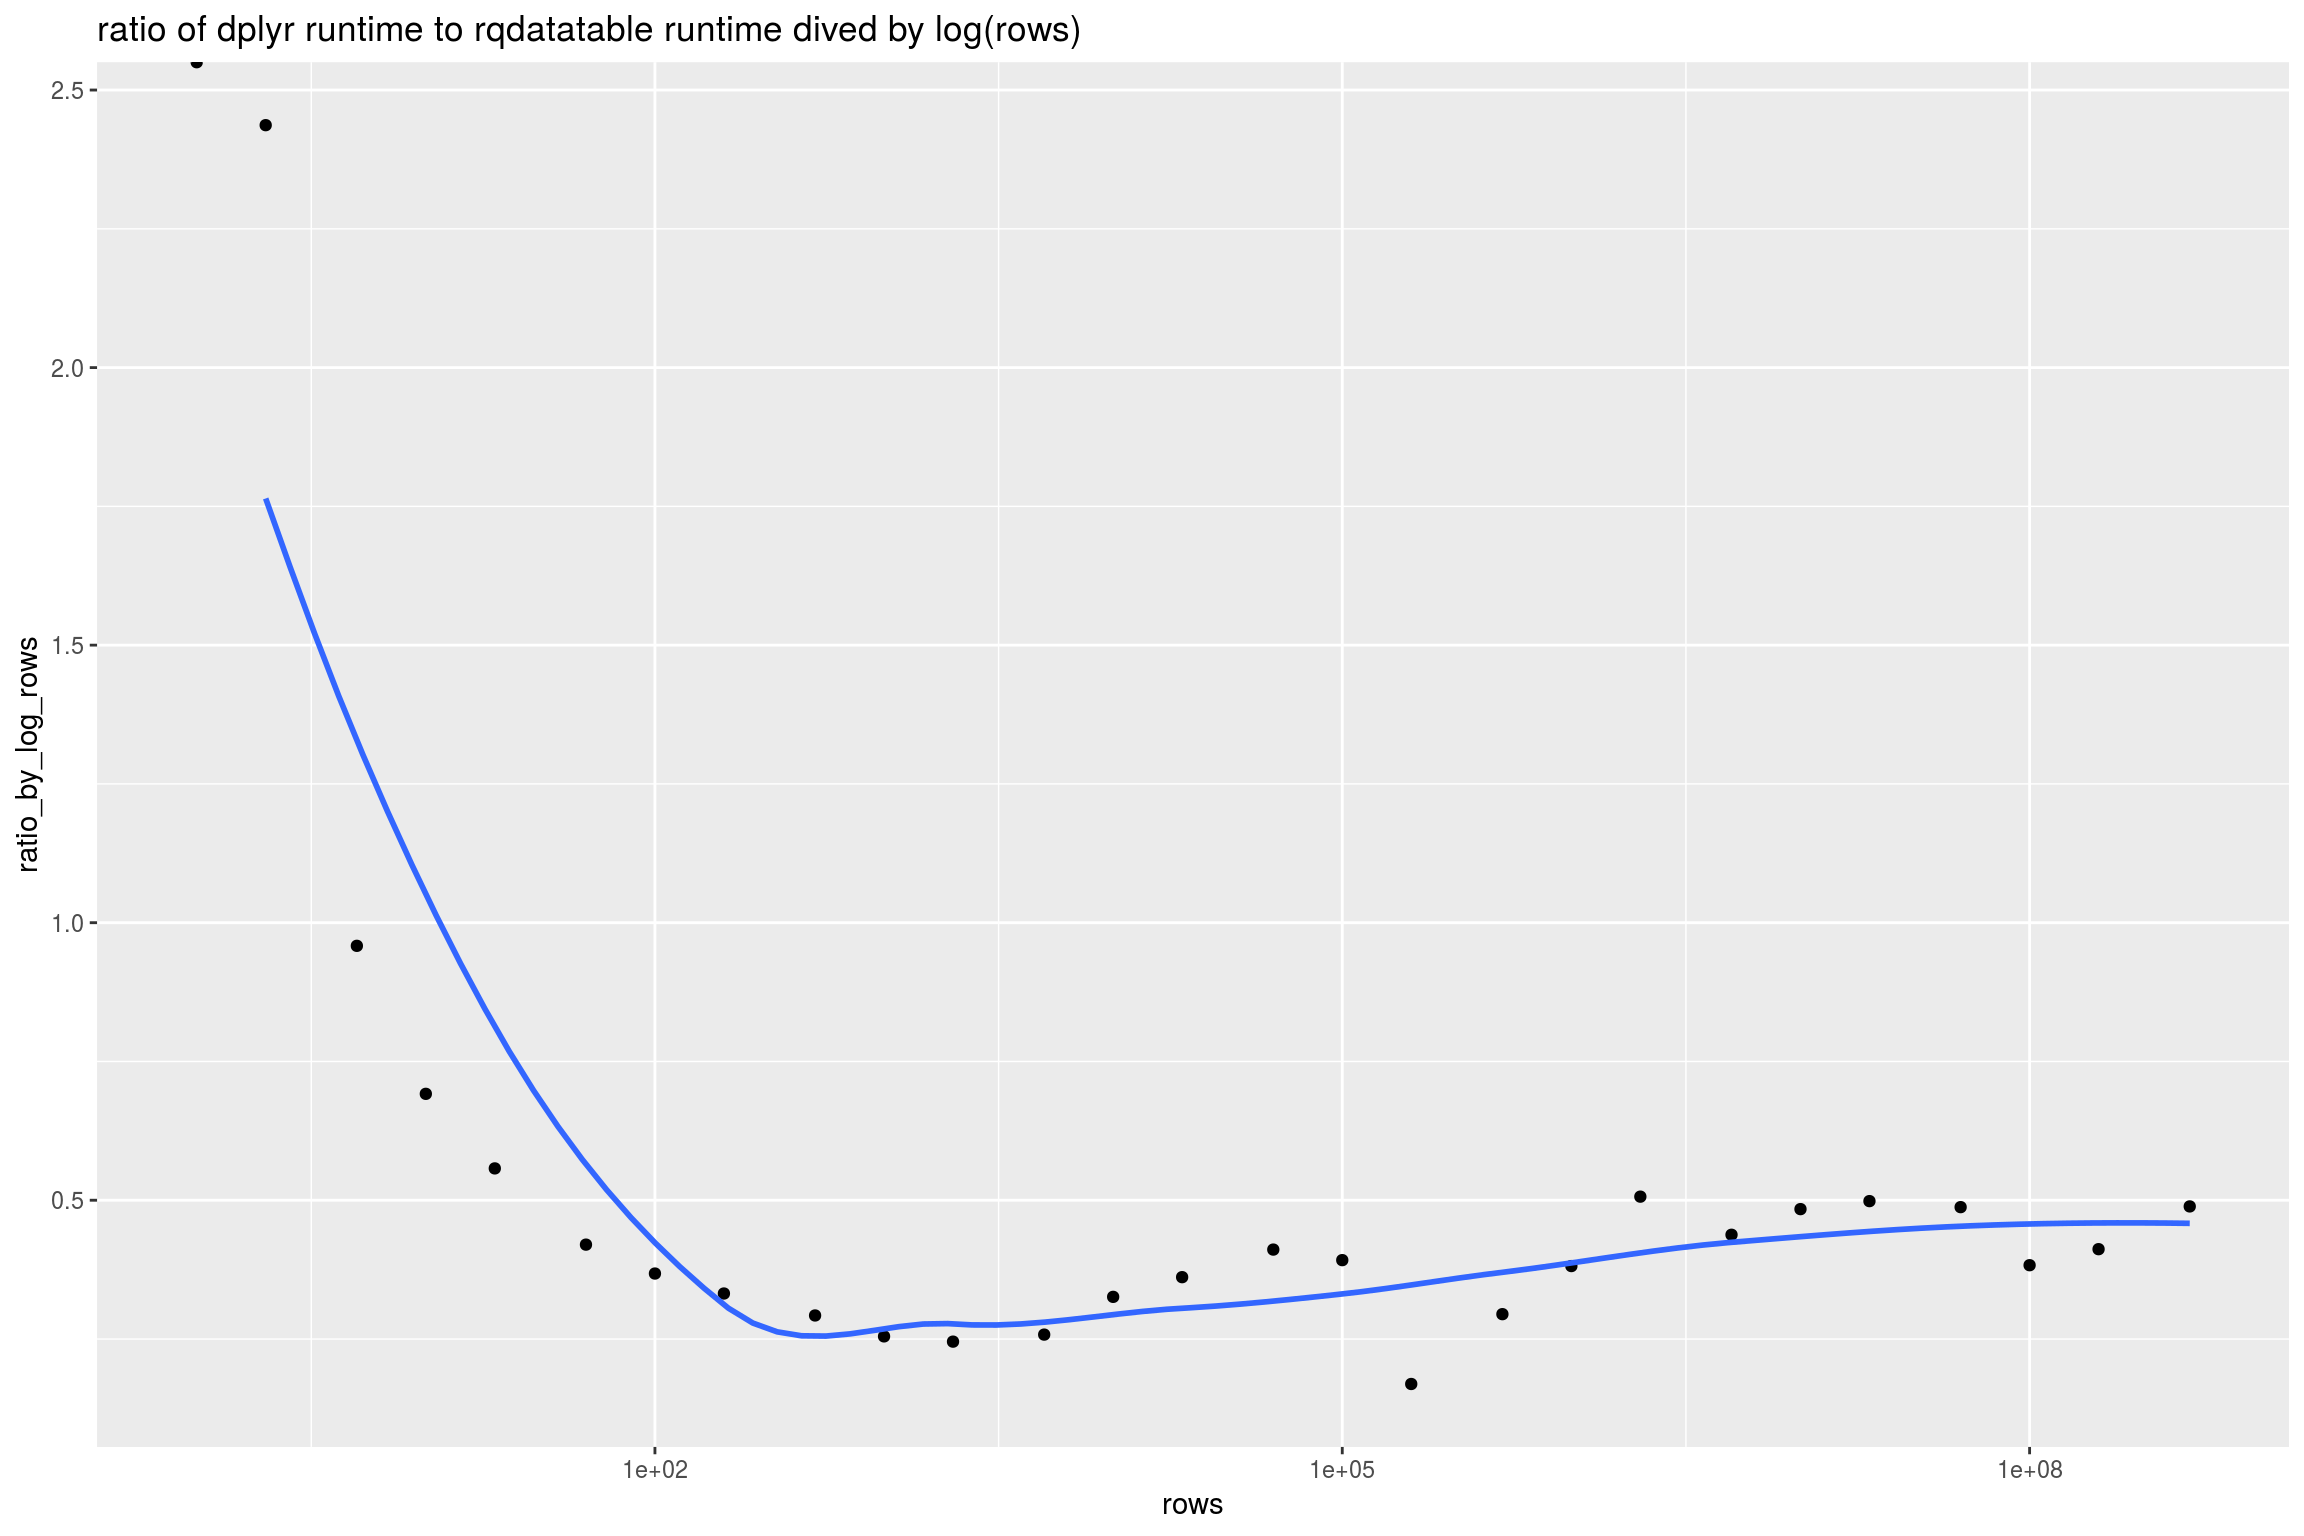 ratio of dplyr runtime to rqdatatable runtime dived by log(rows)
2.5
2.0
1.5
1.0
0.5
ratio_by_log_rows
1e+02
1e+05
1e+08
rows